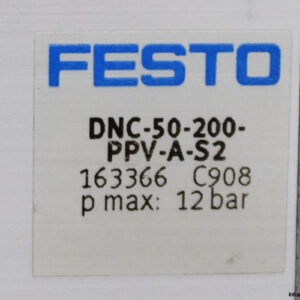 FESTO
DNC-50-200-
PPV-A-S2
163366 C908
p max: 12 bar